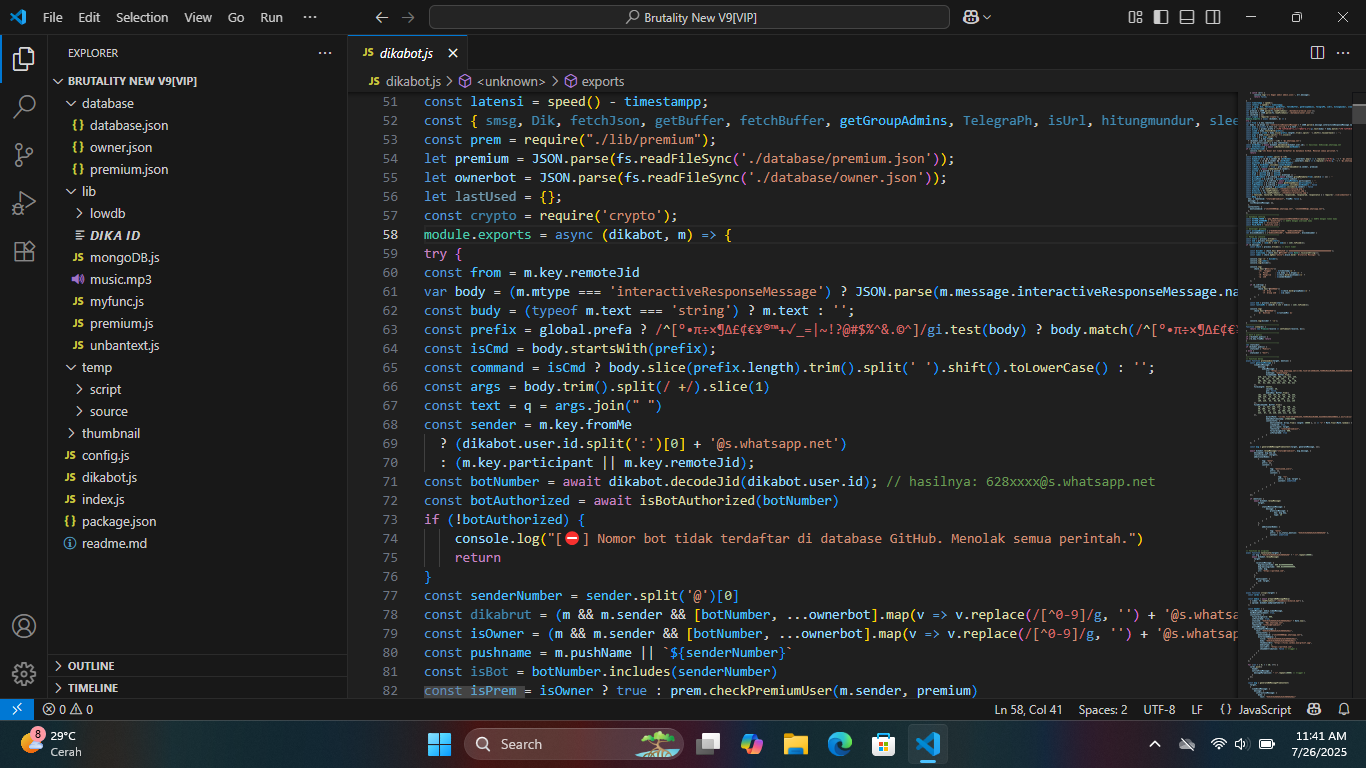 File Edit Selection View Go Run ··· Brutality New V9[VIP]
EXPLORER ···
BRUTALITY NEW V9[VIP]
database
{} database.json
{} owner.json
{} premium.json
lib
lowdb
DIKA ID
JS mongoDB.js
music.mp3
JS myfunc.js
JS premium.js
JS unbantext.js
temp
script
source
thumbnail
JS config.js
JS dikabot.js
JS index.js
{} package.json
readme.md
OUTLINE
TIMELINE
JS dikabot.js
JS dikabot.js > <unknown> > exports
51 const latensi = speed() - timestampp;
52 const { smsg, Dik, fetchJson, getBuffer, fetchBuffer, getGroupAdmins, TelegraPh, isUrl, hitungmundur, slee
53 const prem = require("./lib/premium");
54 let premium = JSON.parse(fs.readFileSync('./database/premium.json'));
55 let ownerbot = JSON.parse(fs.readFileSync('./database/owner.json'));
56 let lastUsed = {};
57 const crypto = require('crypto');
58 module.exports = async (dikabot, m) => {
59 try {
60 const from = m.key.remoteJid
61 var body = (m.mtype === 'interactiveResponseMessage') ? JSON.parse(m.message.interactiveResponseMessage.na
62 const budy = (typeof m.text === 'string') ? m.text : '';
63 const prefix = global.prefa ? /^[°•π÷×¶∆£¢€¥®™+✓_=|~!?@#$%^&.©^]/gi.test(body) ? body.match(/^[°•π÷×¶∆£¢€
64 const isCmd = body.startsWith(prefix);
65 const command = isCmd ? body.slice(prefix.length).trim().split(' ').shift().toLowerCase() : '';
66 const args = body.trim().split(/ +/).slice(1)
67 const text = q = args.join(" ")
68 const sender = m.key.fromMe
69 ? (dikabot.user.id.split(':')[0] + '@s.whatsapp.net')
70 : (m.key.participant || m.key.remoteJid);
71 const botNumber = await dikabot.decodeJid(dikabot.user.id); // hasilnya: 628xxxx@s.whatsapp.net
72 const botAuthorized = await isBotAuthorized(botNumber)
73 if (!botAuthorized) {
74 console.log("[⛔] Nomor bot tidak terdaftar di database GitHub. Menolak semua perintah.")
75 return
76 }
77 const senderNumber = sender.split('@')[0]
78 const dikabrut = (m && m.sender && [botNumber, ...ownerbot].map(v => v.replace(/[^0-9]/g, '') + '@s.whatsa
79 const isOwner = (m && m.sender && [botNumber, ...ownerbot].map(v => v.replace(/[^0-9]/g, '') + '@s.whatsap
80 const pushname = m.pushName || `${senderNumber}`
81 const isBot = botNumber.includes(senderNumber)
82 const isPrem = isOwner ? true : prem.checkPremiumUser(m.sender, premium)
0 0 Ln 58, Col 41 Spaces: 2 UTF-8 LF {} JavaScript
8 29°C
Cerah
Search
11:41 AM
7/26/2025